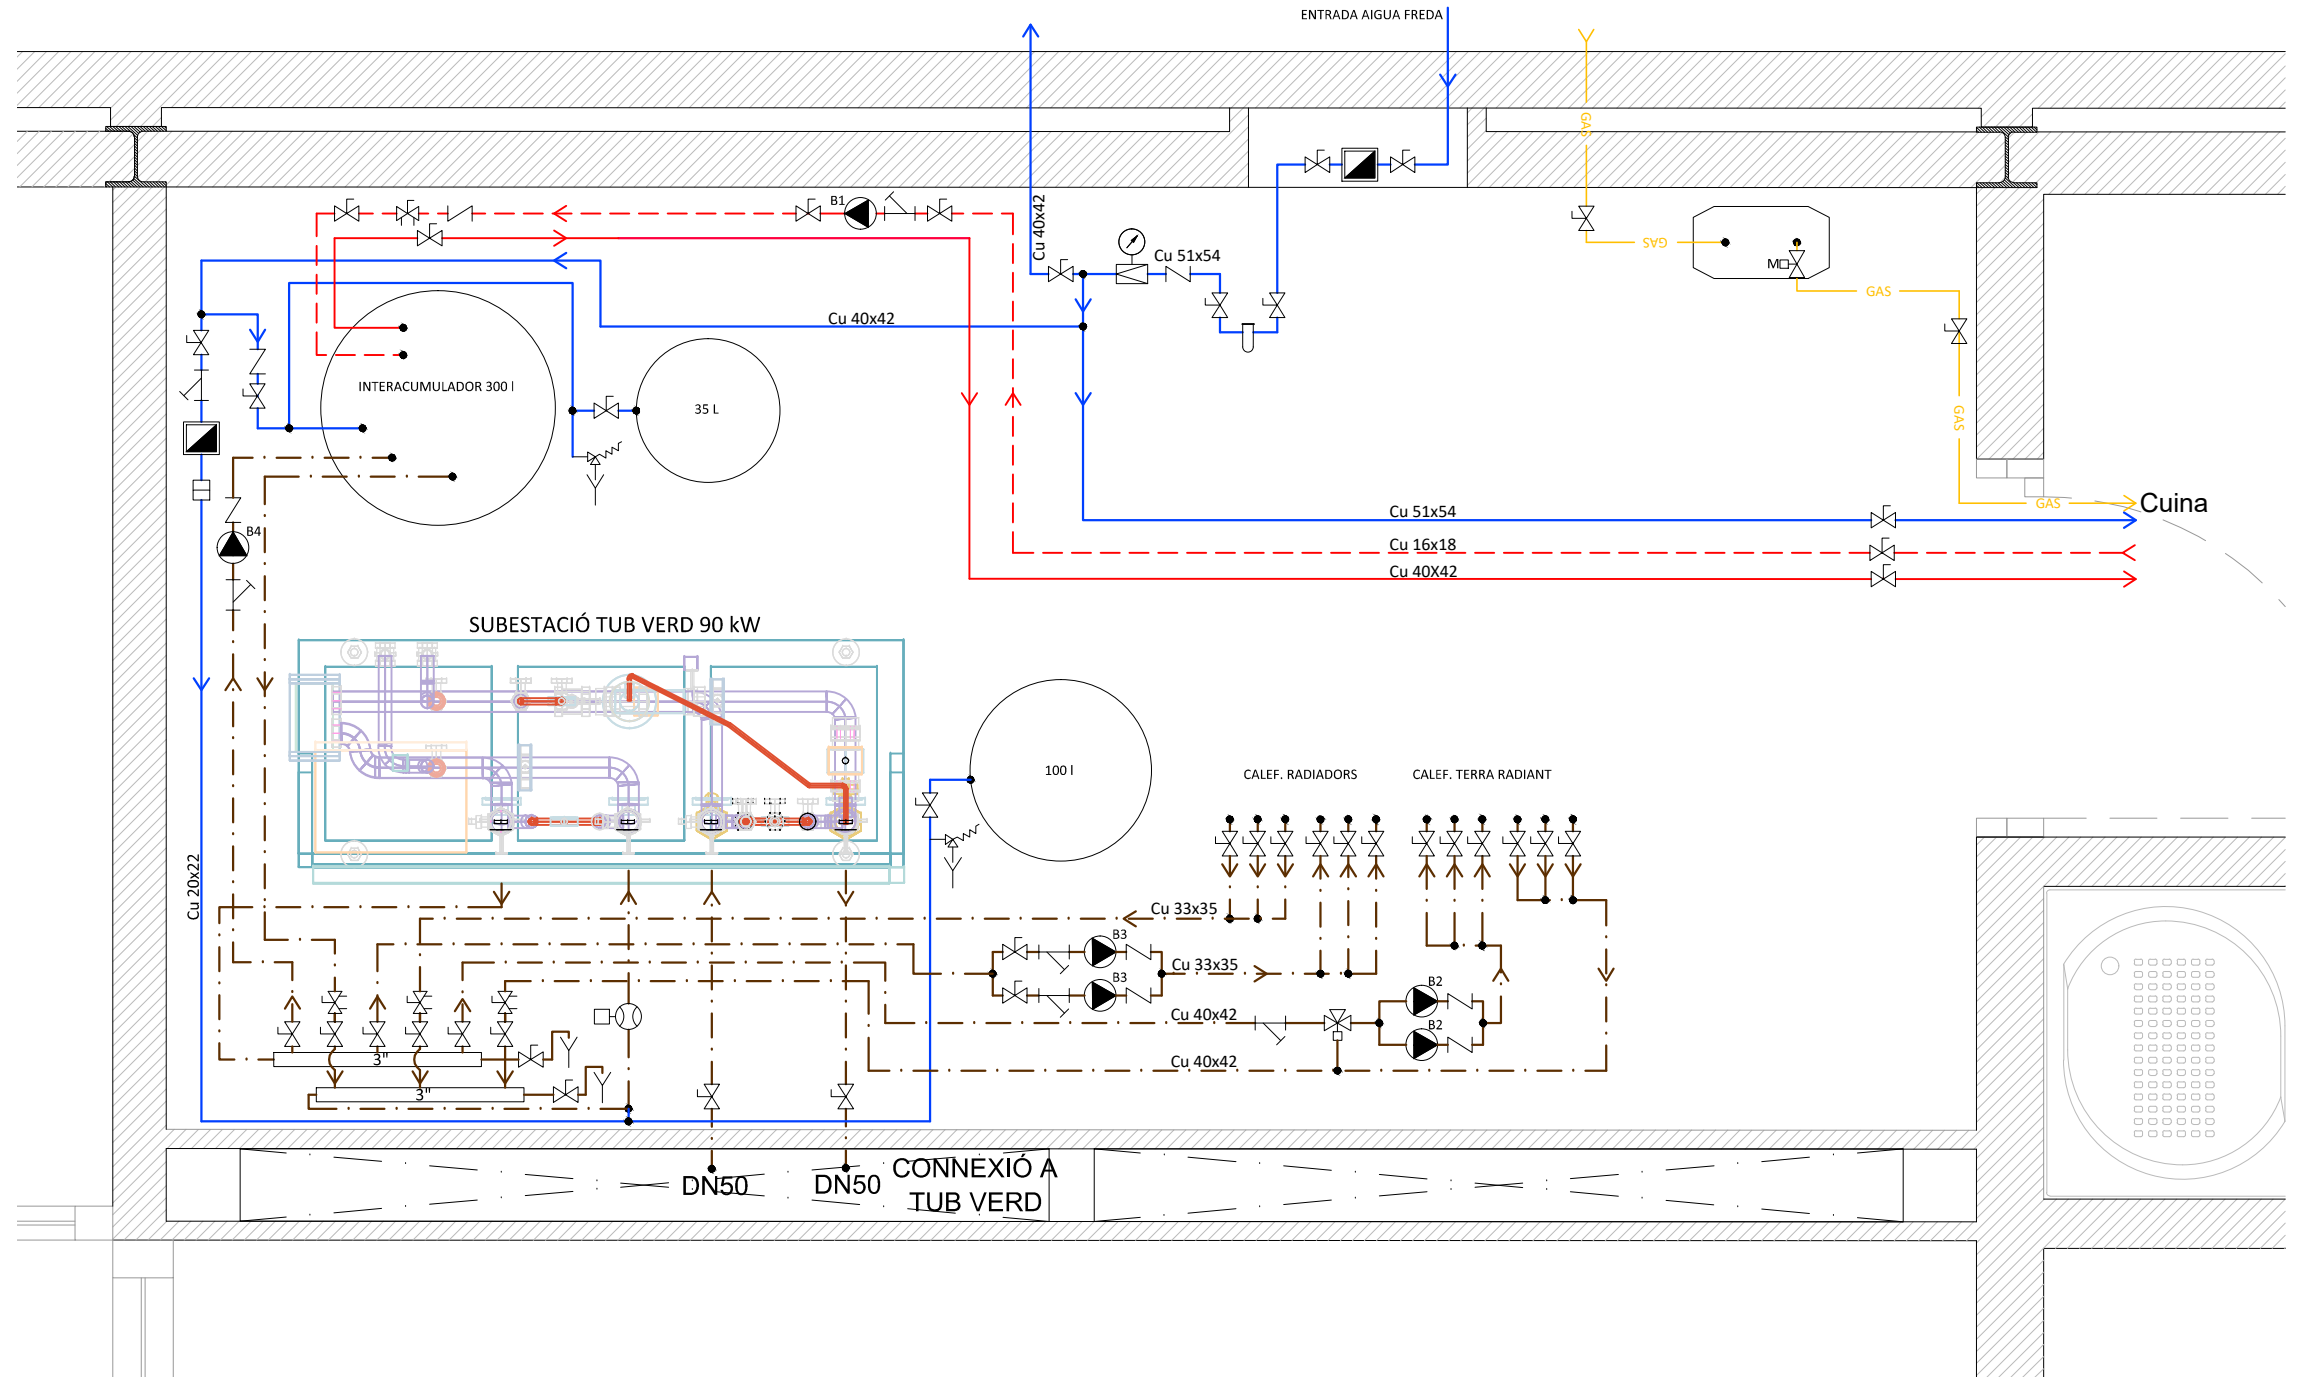 ENTRADA AIGUA FREDA
GAS
B1
Cu 40x42
Cu 51x54
GAS
M
GAS
Cu 40x42
INTERACUMULADOR 300 l
35 L
GAS
GAS
Cuina
Cu 51x54
B4
Cu 16x18
Cu 40X42
SUBESTACIÓ TUB VERD 90 kW
100 l
CALEF. RADIADORS
CALEF. TERRA RADIANT
Cu 20x22
Cu 33x35
B3
Cu 33x35
B3
B2
Cu 40x42
B2
3"
Cu 40x42
3"
CONNEXIÓ A
TUB VERD
DN50
DN50